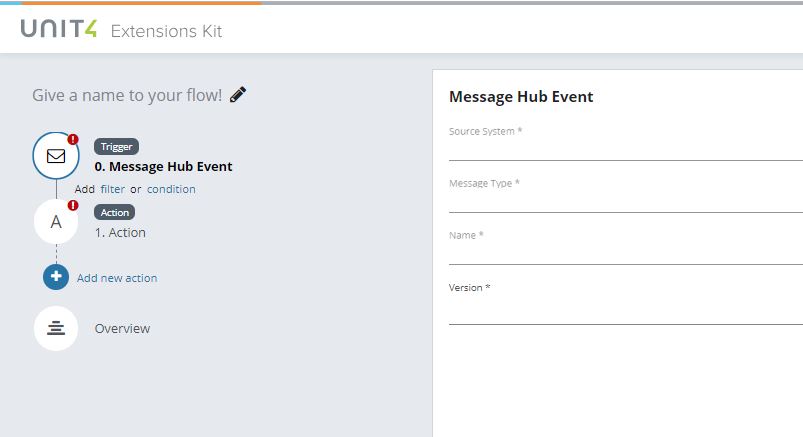 UNIT4 Extensions Kit
Give a name to your flow!
Trigger
0. Message Hub Event
Add filter or condition
A
Action
1. Action
Add new action
Overview
Message Hub Event
Source System *
Message Type *
Name *
Version *